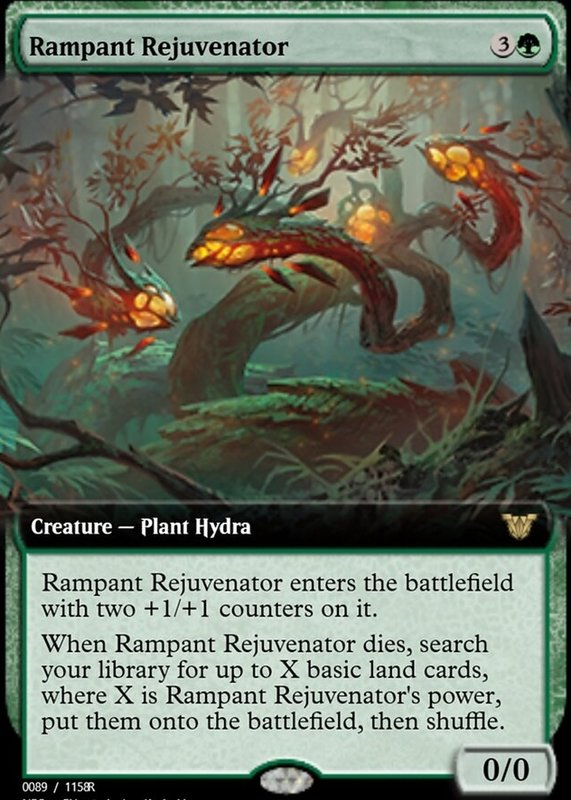 Rampant Rejuvenator 3
Creature — Plant Hydra
Rampant Rejuvenator enters the battlefield
with two +1/+1 counters on it.
When Rampant Rejuvenator dies, search
your library for up to X basic land cards,
where X is Rampant Rejuvenator's power,
put them onto the battlefield, then shuffle.
0/0
0089 / 1158R